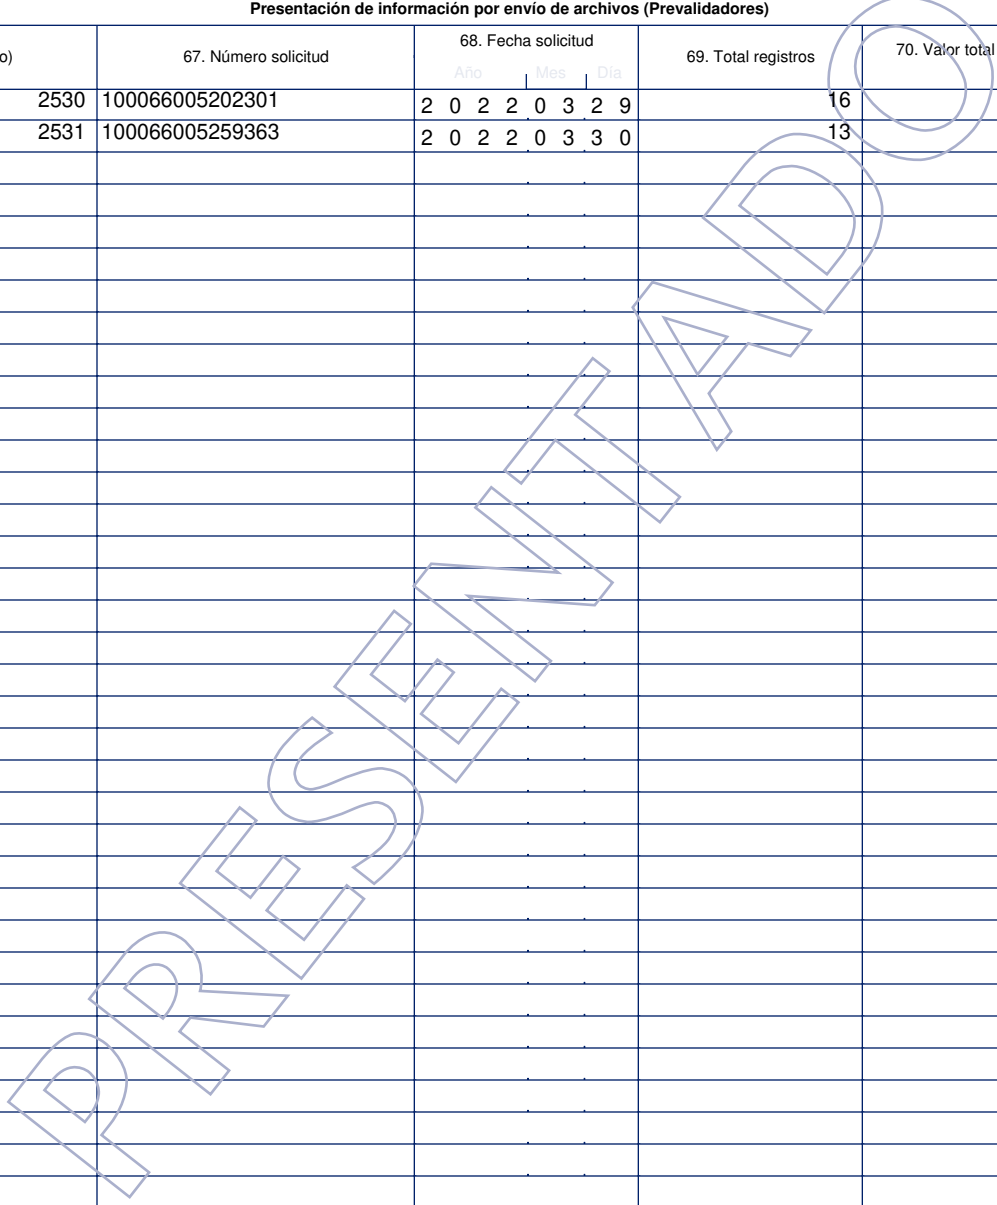 Presentación de información por envío de archivos (Prevalidadores)
o) 67. Número solicitud 68. Fecha solicitud 69. Total registros 70. Valor total
Año Mes Día
2530 100066005202301 2 0 2 2 0 3 2 9 16
2531 100066005259363 2 0 2 2 0 3 3 0 13
PRESENTADO